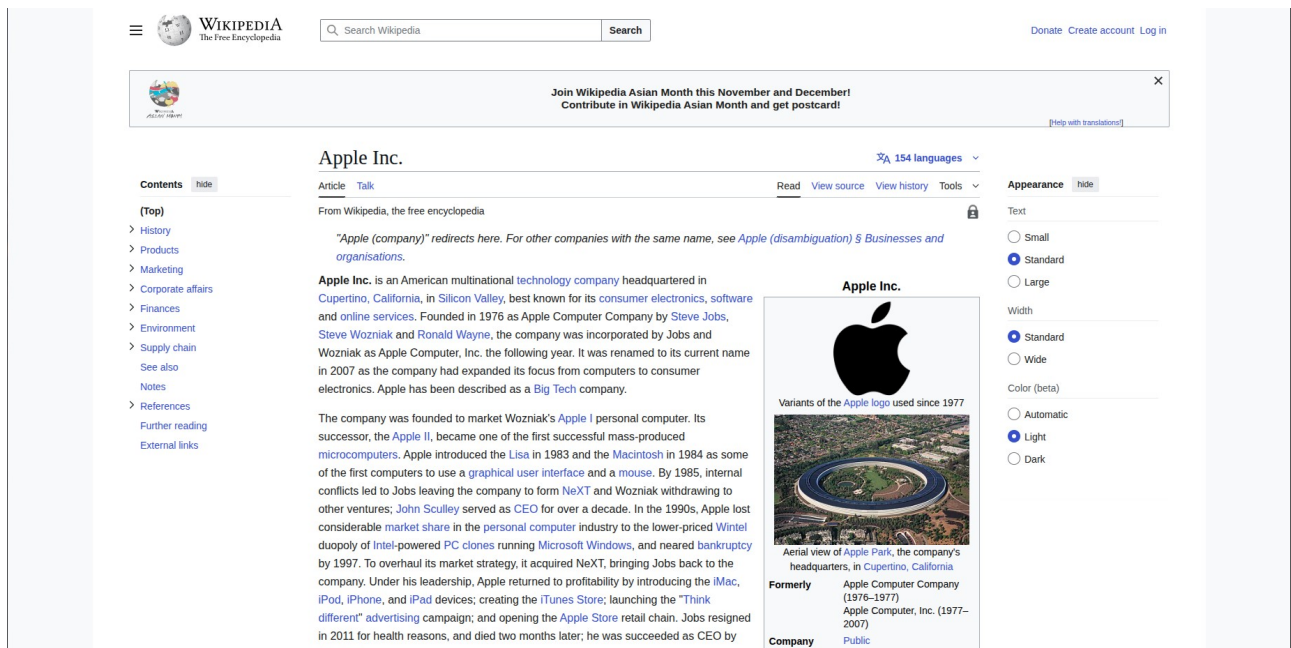 WIKIPEDIA
The Free Encyclopedia
Search Wikipedia
Search
Donate Create account Log in
Join Wikipedia Asian Month this November and December!
Contribute in Wikipedia Asian Month and get postcard!
[Help with translations!]
WIKIPEDIA
ASIAN MONTH
Contents hide
(Top)
History
Products
Marketing
Corporate affairs
Finances
Environment
Supply chain
See also
Notes
References
Further reading
External links
Apple Inc.
154 languages
Article Talk
Read View source View history Tools
From Wikipedia, the free encyclopedia
"Apple (company)" redirects here. For other companies with the same name, see Apple (disambiguation) § Businesses and
organisations.
Apple Inc. is an American multinational technology company headquartered in
Cupertino, California, in Silicon Valley, best known for its consumer electronics, software
and online services. Founded in 1976 as Apple Computer Company by Steve Jobs,
Steve Wozniak and Ronald Wayne, the company was incorporated by Jobs and
Wozniak as Apple Computer, Inc. the following year. It was renamed to its current name
in 2007 as the company had expanded its focus from computers to consumer
electronics. Apple has been described as a Big Tech company.
The company was founded to market Wozniak's Apple I personal computer. Its
successor, the Apple II, became one of the first successful mass-produced
microcomputers. Apple introduced the Lisa in 1983 and the Macintosh in 1984 as some
of the first computers to use a graphical user interface and a mouse. By 1985, internal
conflicts led to Jobs leaving the company to form NeXT and Wozniak withdrawing to
other ventures; John Sculley served as CEO for over a decade. In the 1990s, Apple lost
considerable market share in the personal computer industry to the lower-priced Wintel
duopoly of Intel-powered PC clones running Microsoft Windows, and neared bankruptcy
by 1997. To overhaul its market strategy, it acquired NeXT, bringing Jobs back to the
company. Under his leadership, Apple returned to profitability by introducing the iMac,
iPod, iPhone, and iPad devices; creating the iTunes Store; launching the "Think
different" advertising campaign; and opening the Apple Store retail chain. Jobs resigned
in 2011 for health reasons, and died two months later; he was succeeded as CEO by
Apple Inc.
Variants of the Apple logo used since 1977
Aerial view of Apple Park, the company's
headquarters, in Cupertino, California
Formerly Apple Computer Company
(1976–1977)
Apple Computer, Inc. (1977–
2007)
Company Public
Appearance hide
Text
Small
Standard
Large
Width
Standard
Wide
Color (beta)
Automatic
Light
Dark